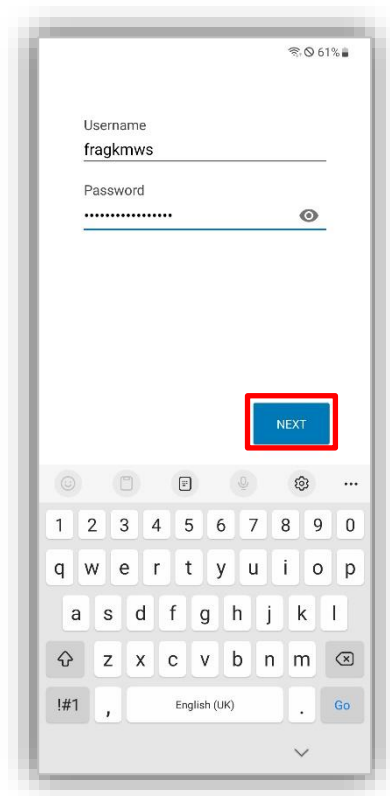 61%
Username
fragkmws
Password
•••••••••••••••••
NEXT
1 2 3 4 5 6 7 8 9 0
q w e r t y u i o p
a s d f g h j k l
z x c v b n m
!#1 , English (UK) . Go